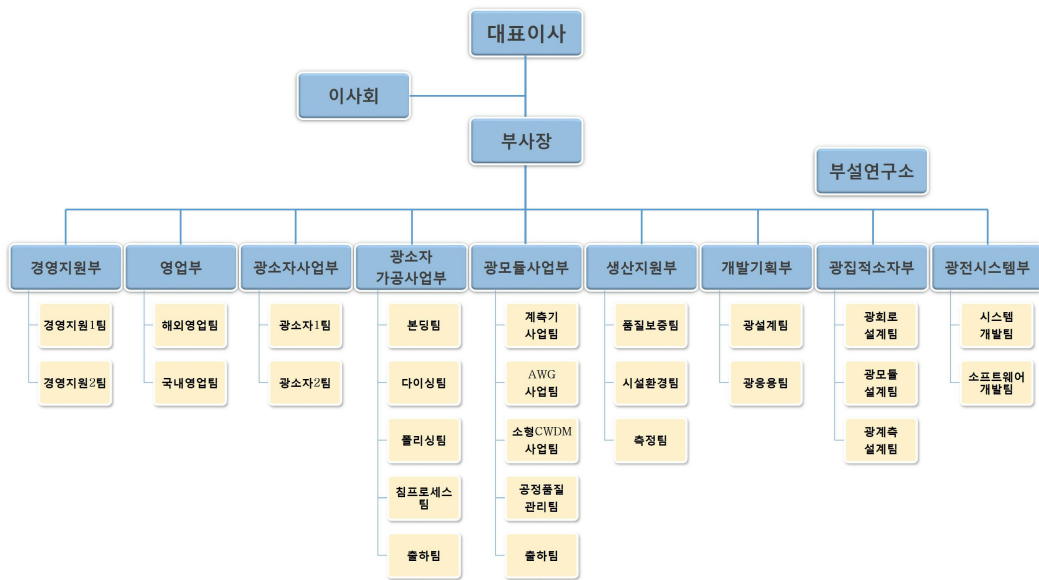 대표이사
이사회
부사장
부설연구소
경영지원부
영업부
광소자사업부
광소자
가공사업부
광모듈사업부
생산지원부
개발기획부
광집적소자부
광전시스템부
경영지원1팀
경영지원2팀
해외영업팀
국내영업팀
광소자1팀
광소자2팀
본딩팀
다이싱팀
폴리싱팀
칩프로세스
팀
출하팀
계측기
사업팀
AWG
사업팀
소형CWDM
사업팀
공정품질
관리팀
출하팀
품질보증팀
시설환경팀
측정팀
광설계팀
광응용팀
광회로
설계팀
광모듈
설계팀
광계측
설계팀
시스템
개발팀
소프트웨어
개발팀